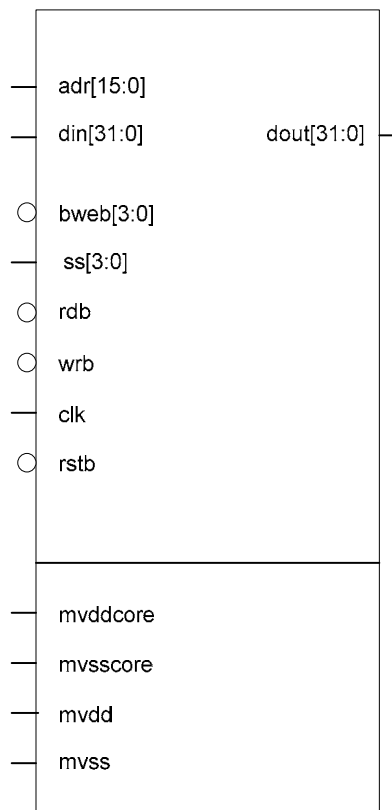 adr[15:0]
din[31:0] dout[31:0]
bweb[3:0]
ss[3:0]
rdb
wrb
clk
rstb
mvddcore
mvsscore
mvdd
mvss